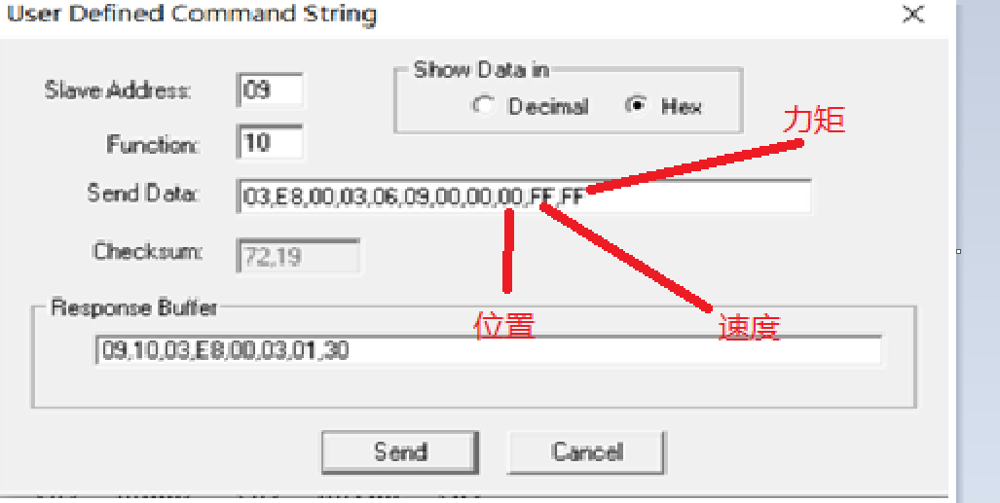 User Defined Command String
Slave Address: 09
Show Data in
Decimal
Hex
力矩
Function: 10
Send Data: 03,E8,00,03,06,09,00,00,00,FF,FF
Checksum: 72,19
位置
速度
Response Buffer
09,10,03,E8,00,03,01,30
Send
Cancel